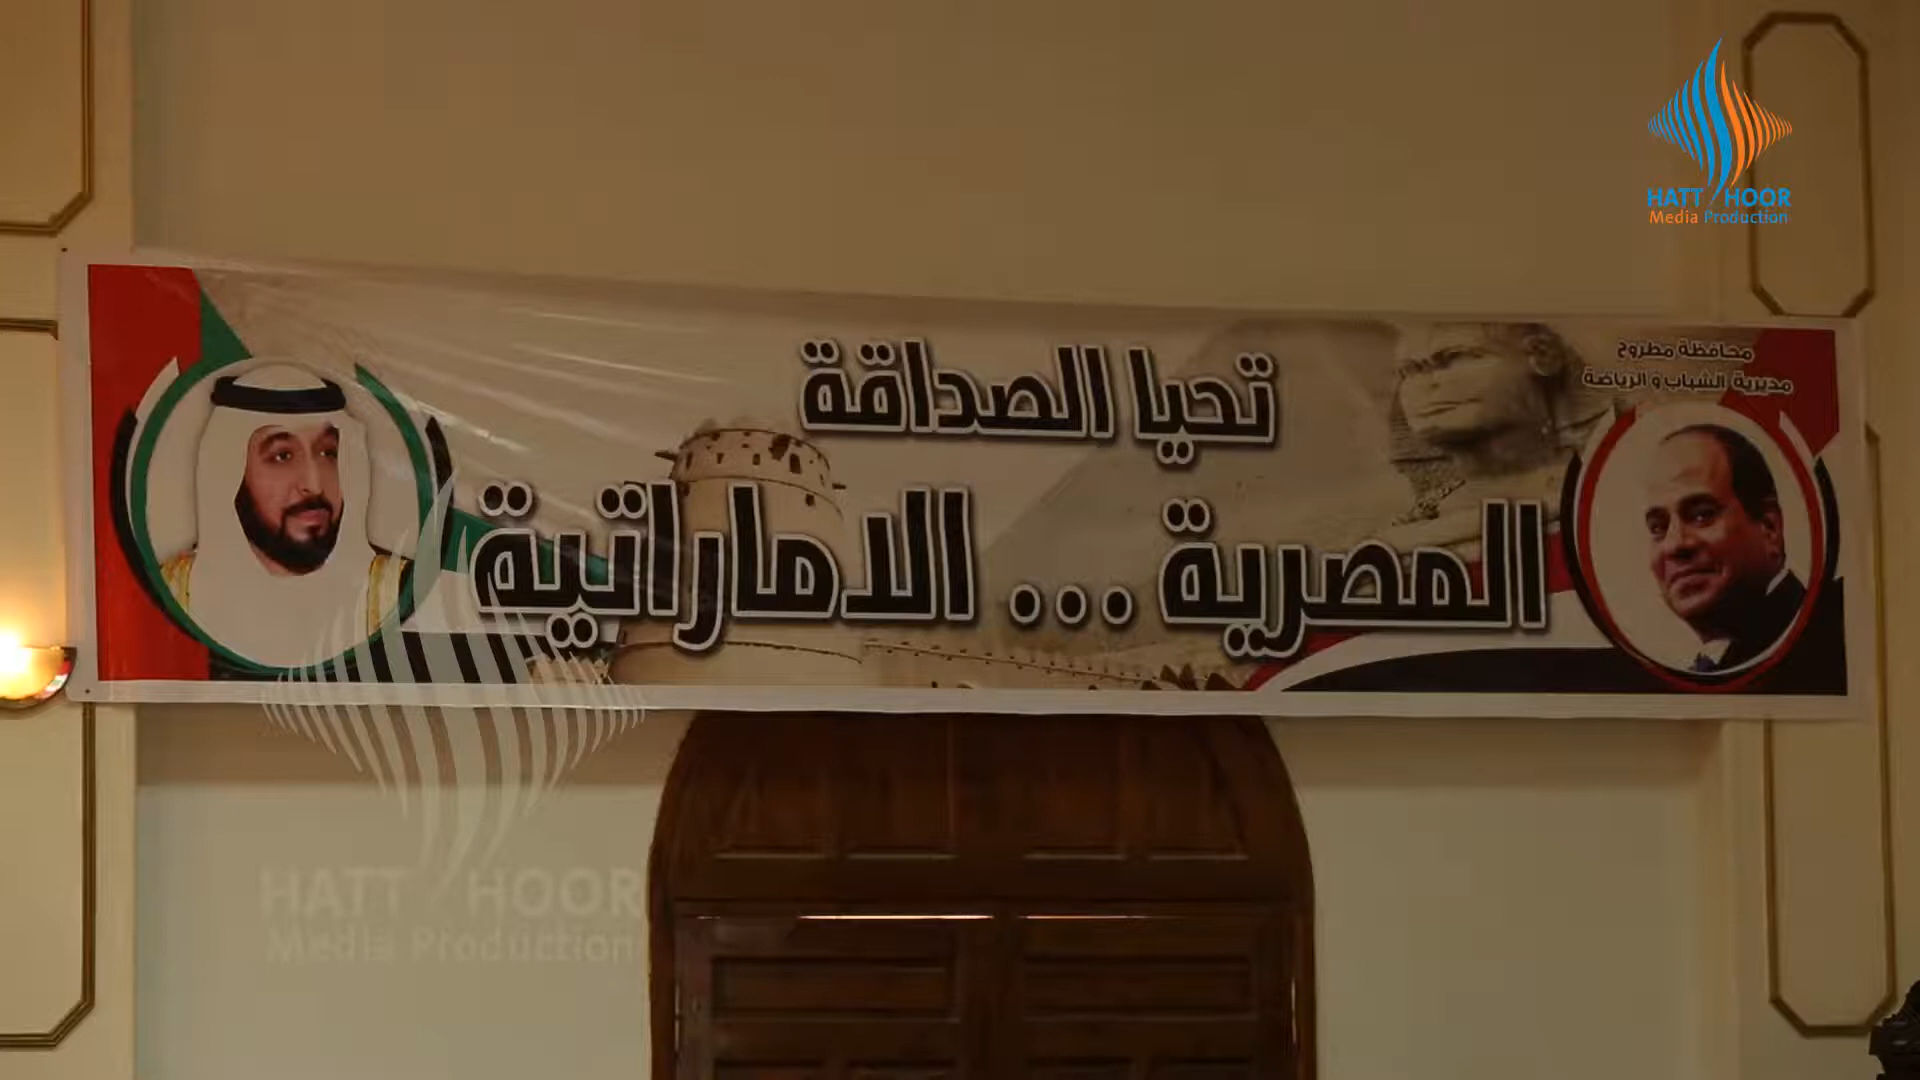 HATT HOOR
Media Production
محافظة مطروح
مديرية الشباب و الرياضة
تحيا الصداقة
المصرية ... الاماراتية
HATT HOOR
Media Production